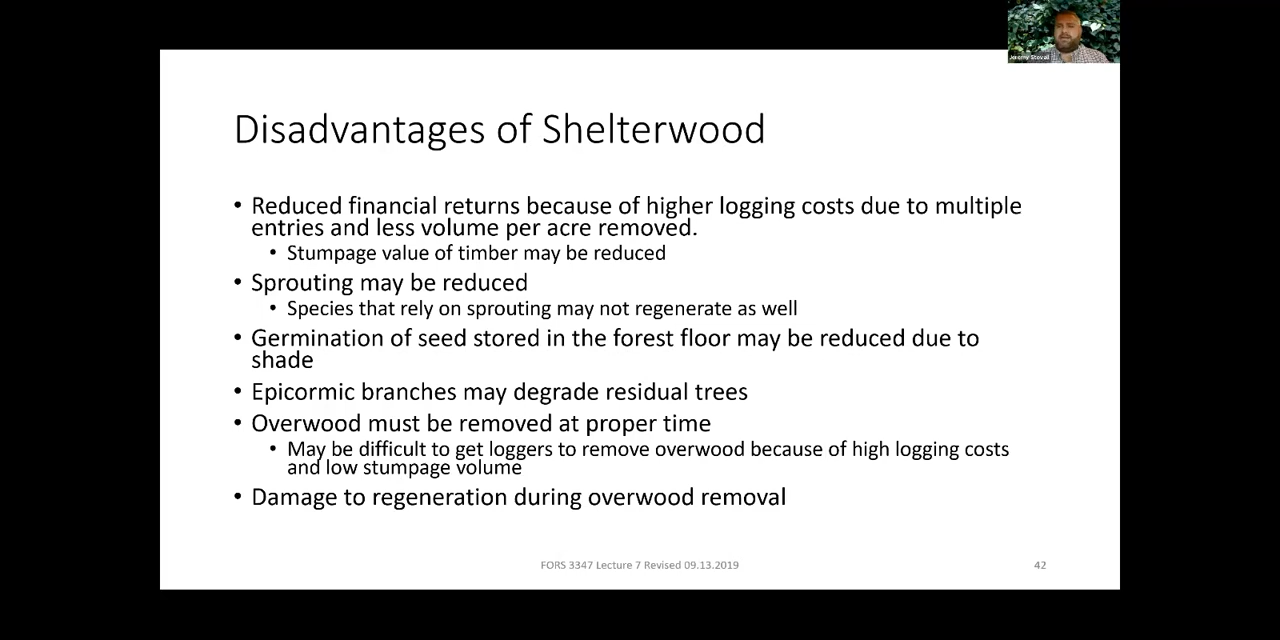 Jeremy Stovall
Disadvantages of Shelterwood
• Reduced financial returns because of higher logging costs due to multiple
entries and less volume per acre removed.
• Stumpage value of timber may be reduced
• Sprouting may be reduced
• Species that rely on sprouting may not regenerate as well
• Germination of seed stored in the forest floor may be reduced due to
shade
• Epicormic branches may degrade residual trees
• Overwood must be removed at proper time
• May be difficult to get loggers to remove overwood because of high logging costs
and low stumpage volume
• Damage to regeneration during overwood removal
FORS 3347 Lecture 7 Revised 09.13.2019
42